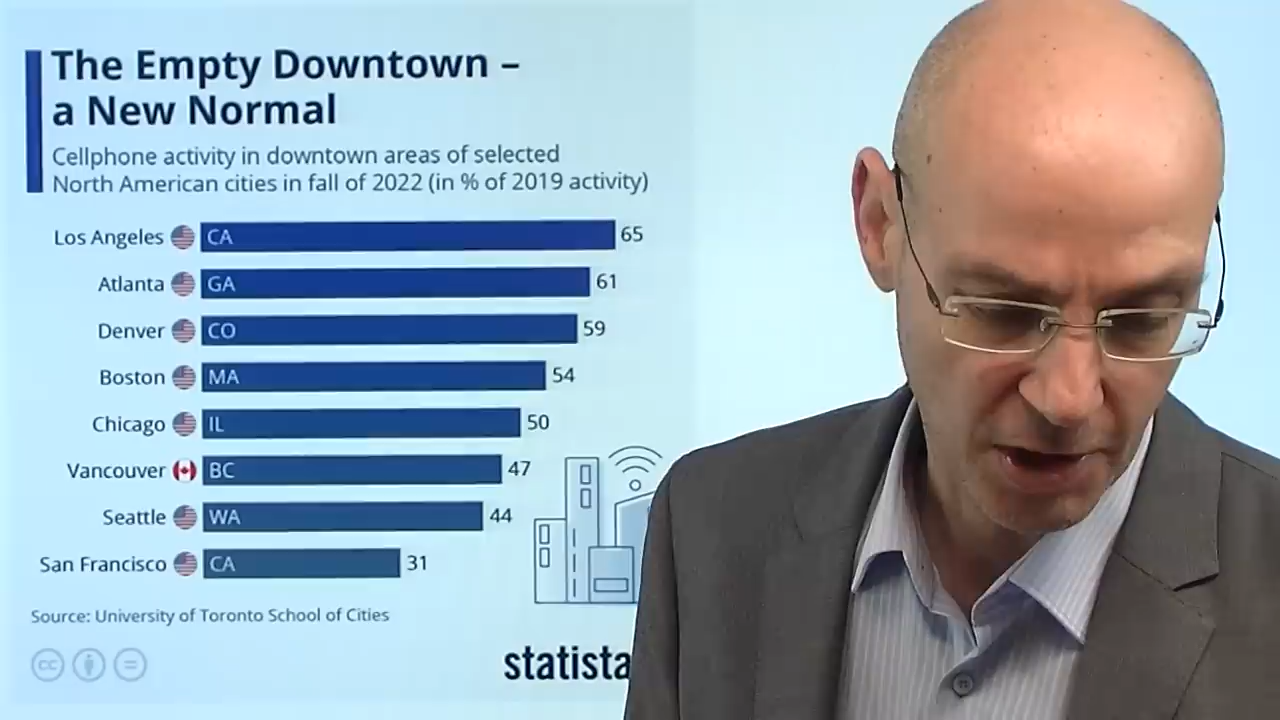 The Empty Downtown –
a New Normal
Cellphone activity in downtown areas of selected
North American cities in fall of 2022 (in % of 2019 activity)
Los Angeles CA 65
Atlanta GA 61
Denver CO 59
Boston MA 54
Chicago IL 50
Vancouver BC 47
Seattle WA 44
San Francisco CA 31
Source: University of Toronto School of Cities
cc
statista